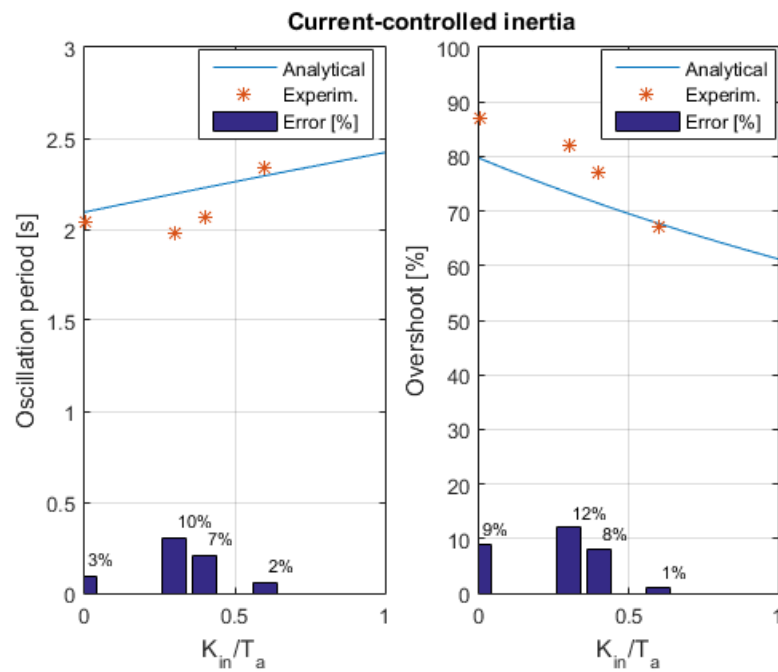 Current-controlled inertia
Oscillation period [s]
3
2.5
2
1.5
1
0.5
0
Analytical
Experim.
Error [%]
3%
10%
7%
2%
0
0.5
1
K_in/T_a
Overshoot [%]
100
90
80
70
60
50
40
30
20
10
0
Analytical
Experim.
Error [%]
9%
12%
8%
1%
0
0.5
1
K_in/T_a